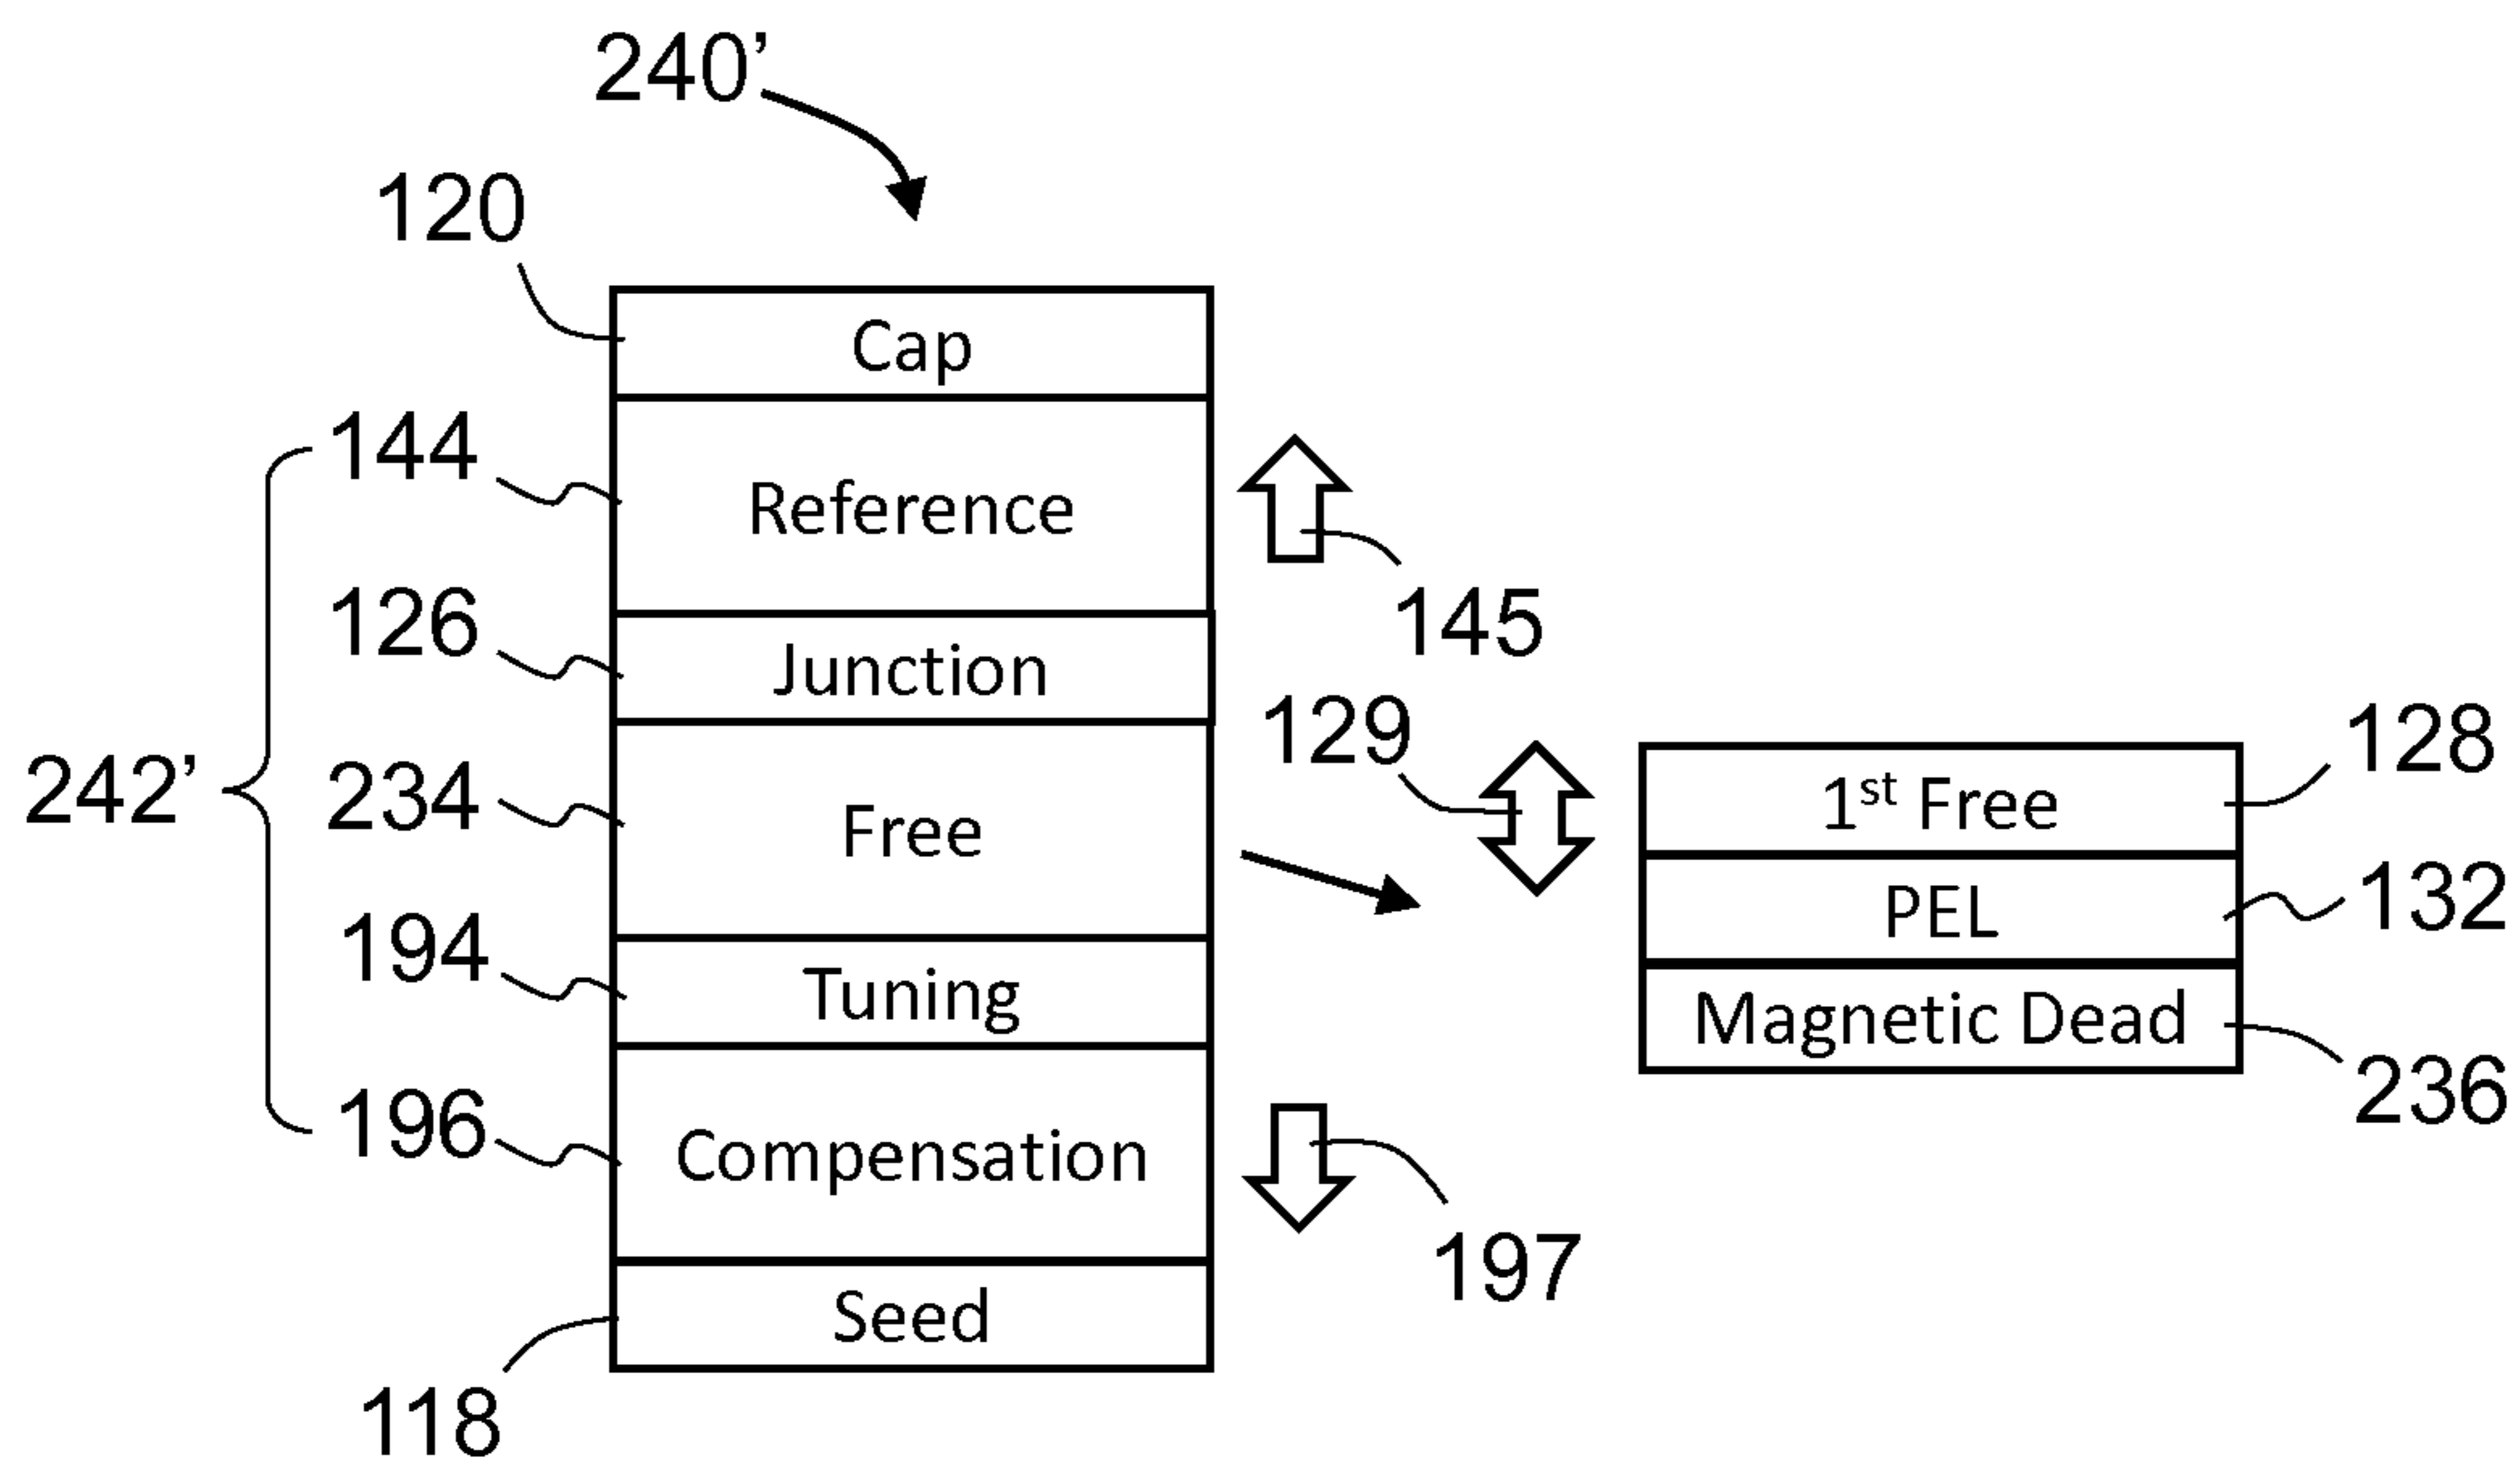 240’
120
Cap
144
Reference
145
126
Junction
129
128
242’
234
Free
1st Free
132
PEL
194
Tuning
Magnetic Dead
236
196
Compensation
197
Seed
118